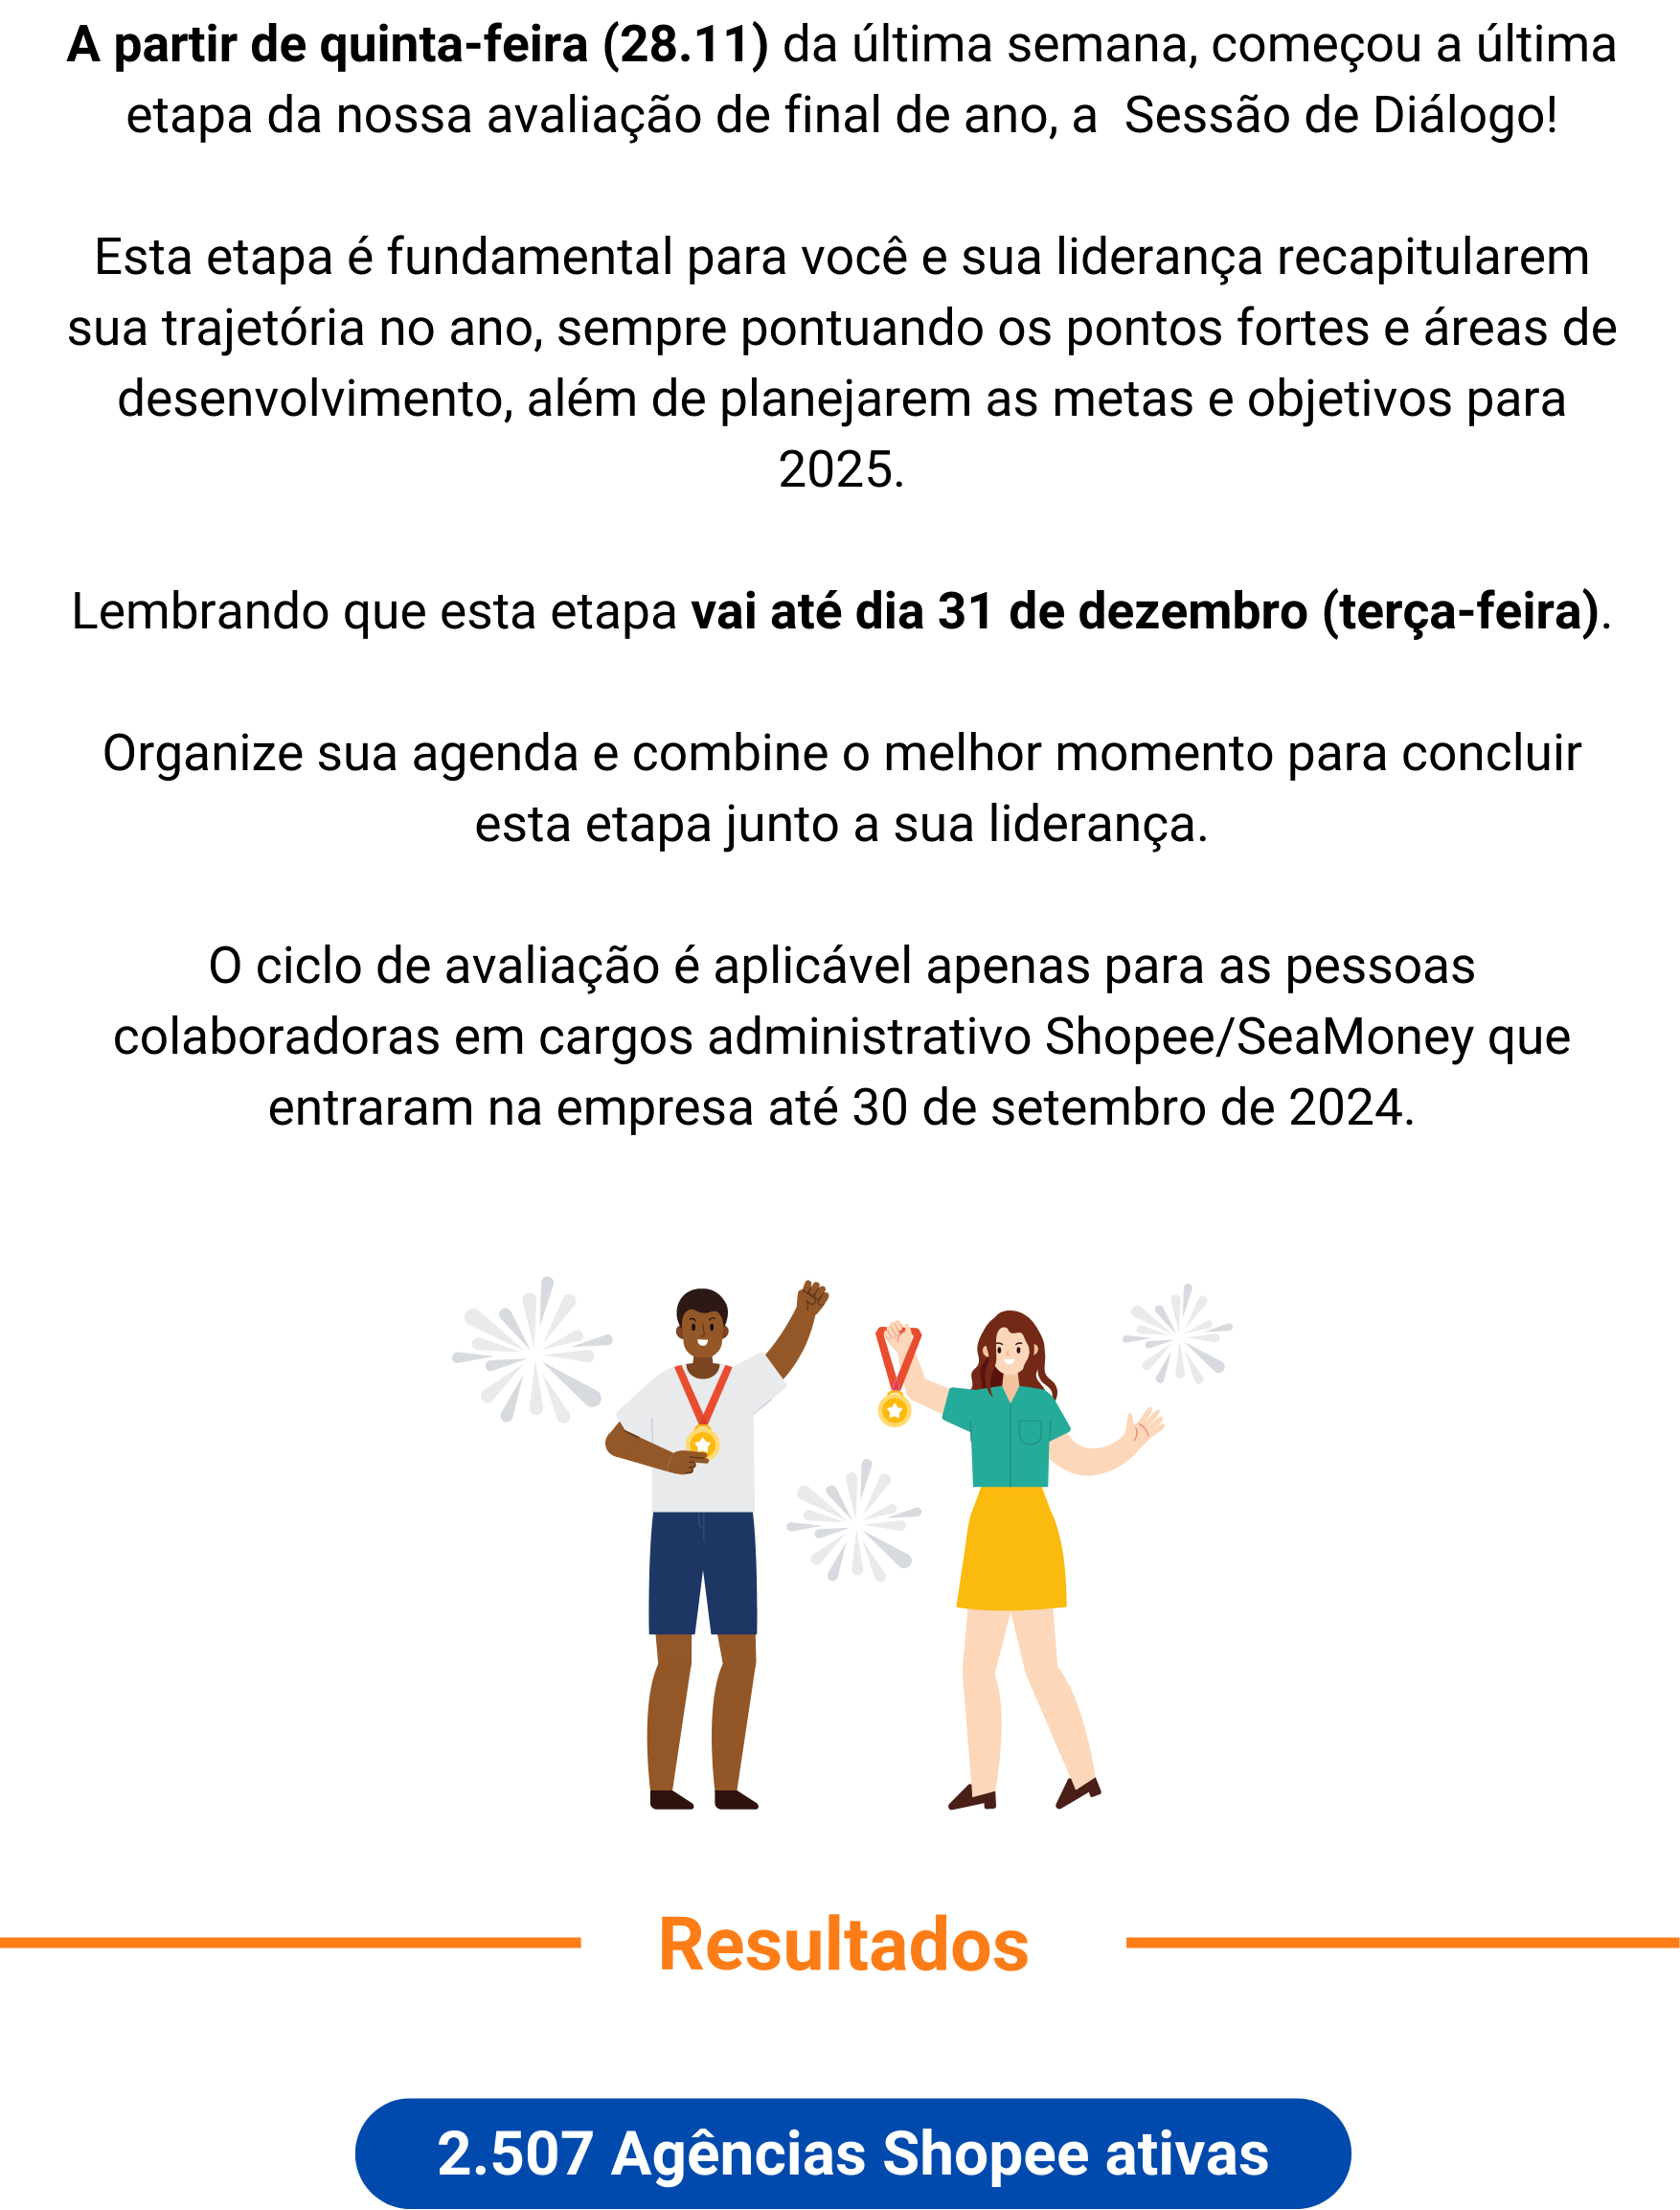 A partir de quinta-feira (28.11) da última semana, começou a última
etapa da nossa avaliação de final de ano, a  Sessão de Diálogo!
Esta etapa é fundamental para você e sua liderança recapitularem
sua trajetória no ano, sempre pontuando os pontos fortes e áreas de
desenvolvimento, além de planejarem as metas e objetivos para
2025.
Lembrando que esta etapa vai até dia 31 de dezembro (terça-feira).
Organize sua agenda e combine o melhor momento para concluir
esta etapa junto a sua liderança.
O ciclo de avaliação é aplicável apenas para as pessoas
colaboradoras em cargos administrativo Shopee/SeaMoney que
entraram na empresa até 30 de setembro de 2024.
Resultados
2.507 Agências Shopee ativas